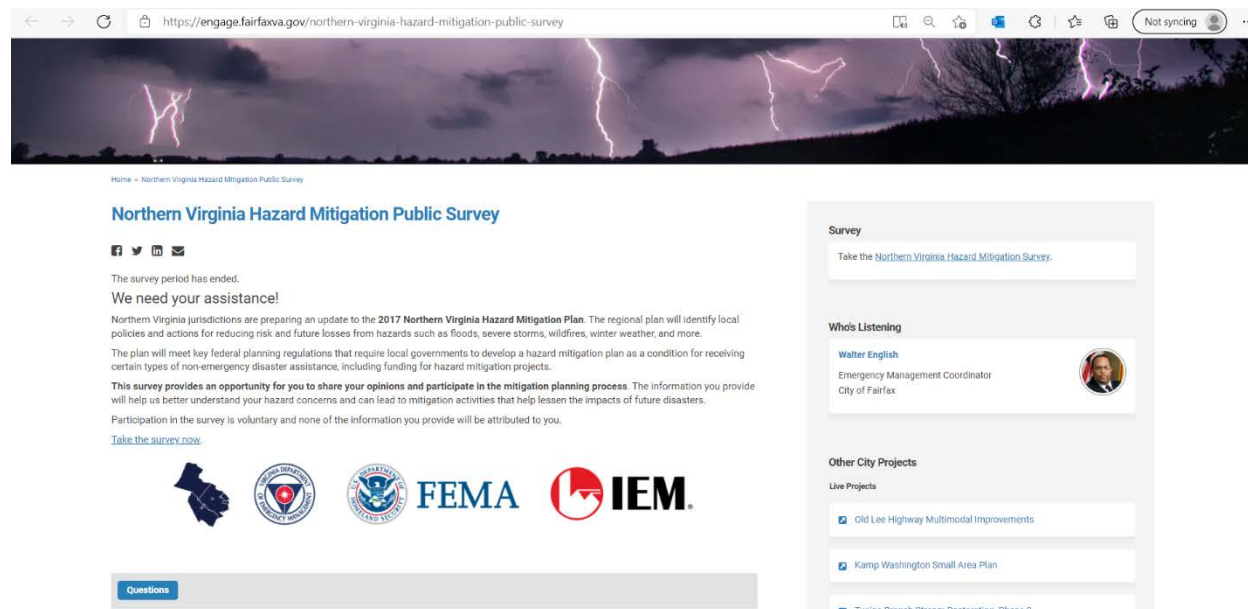 https://engage.fairfaxva.gov/northern-virginia-hazard-mitigation-public-survey
Not syncing
Home » Northern Virginia Hazard Mitigation Public Survey
Northern Virginia Hazard Mitigation Public Survey
The survey period has ended.
We need your assistance!
Northern Virginia jurisdictions are preparing an update to the 2017 Northern Virginia Hazard Mitigation Plan. The regional plan will identify local
policies and actions for reducing risk and future losses from hazards such as floods, severe storms, wildfires, winter weather, and more.
The plan will meet key federal planning regulations that require local governments to develop a hazard mitigation plan as a condition for receiving
certain types of non-emergency disaster assistance, including funding for hazard mitigation projects.
This survey provides an opportunity for you to share your opinions and participate in the mitigation planning process. The information you provide
will help us better understand your hazard concerns and can lead to mitigation activities that help lessen the impacts of future disasters.
Participation in the survey is voluntary and none of the information you provide will be attributed to you.
Take the survey now.
VIRGINIA DEPARTMENT
OF EMERGENCY MANAGEMENT
U.S. DEPARTMENT OF
HOMELAND SECURITY
FEMA
IEM.
Questions
Survey
Take the Northern Virginia Hazard Mitigation Survey.
Who's Listening
Walter English
Emergency Management Coordinator
City of Fairfax
Other City Projects
Live Projects
Old Lee Highway Multimodal Improvements
Kamp Washington Small Area Plan